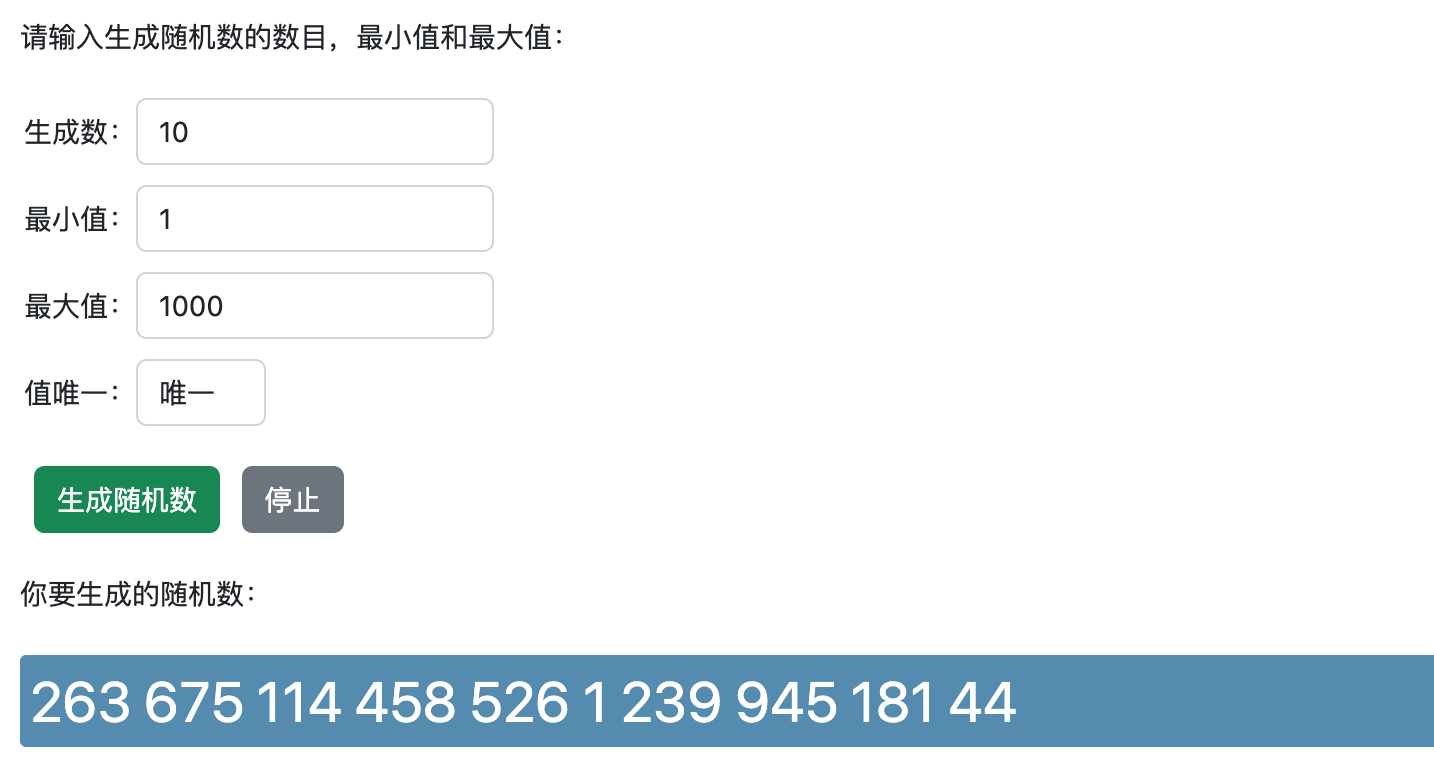 请输入生成随机数的数目，最小值和最大值：
生成数： 10
最小值： 1
最大值： 1000
值唯一： 唯一
生成随机数 停止
你要生成的随机数：
263 675 114 458 526 1 239 945 181 44